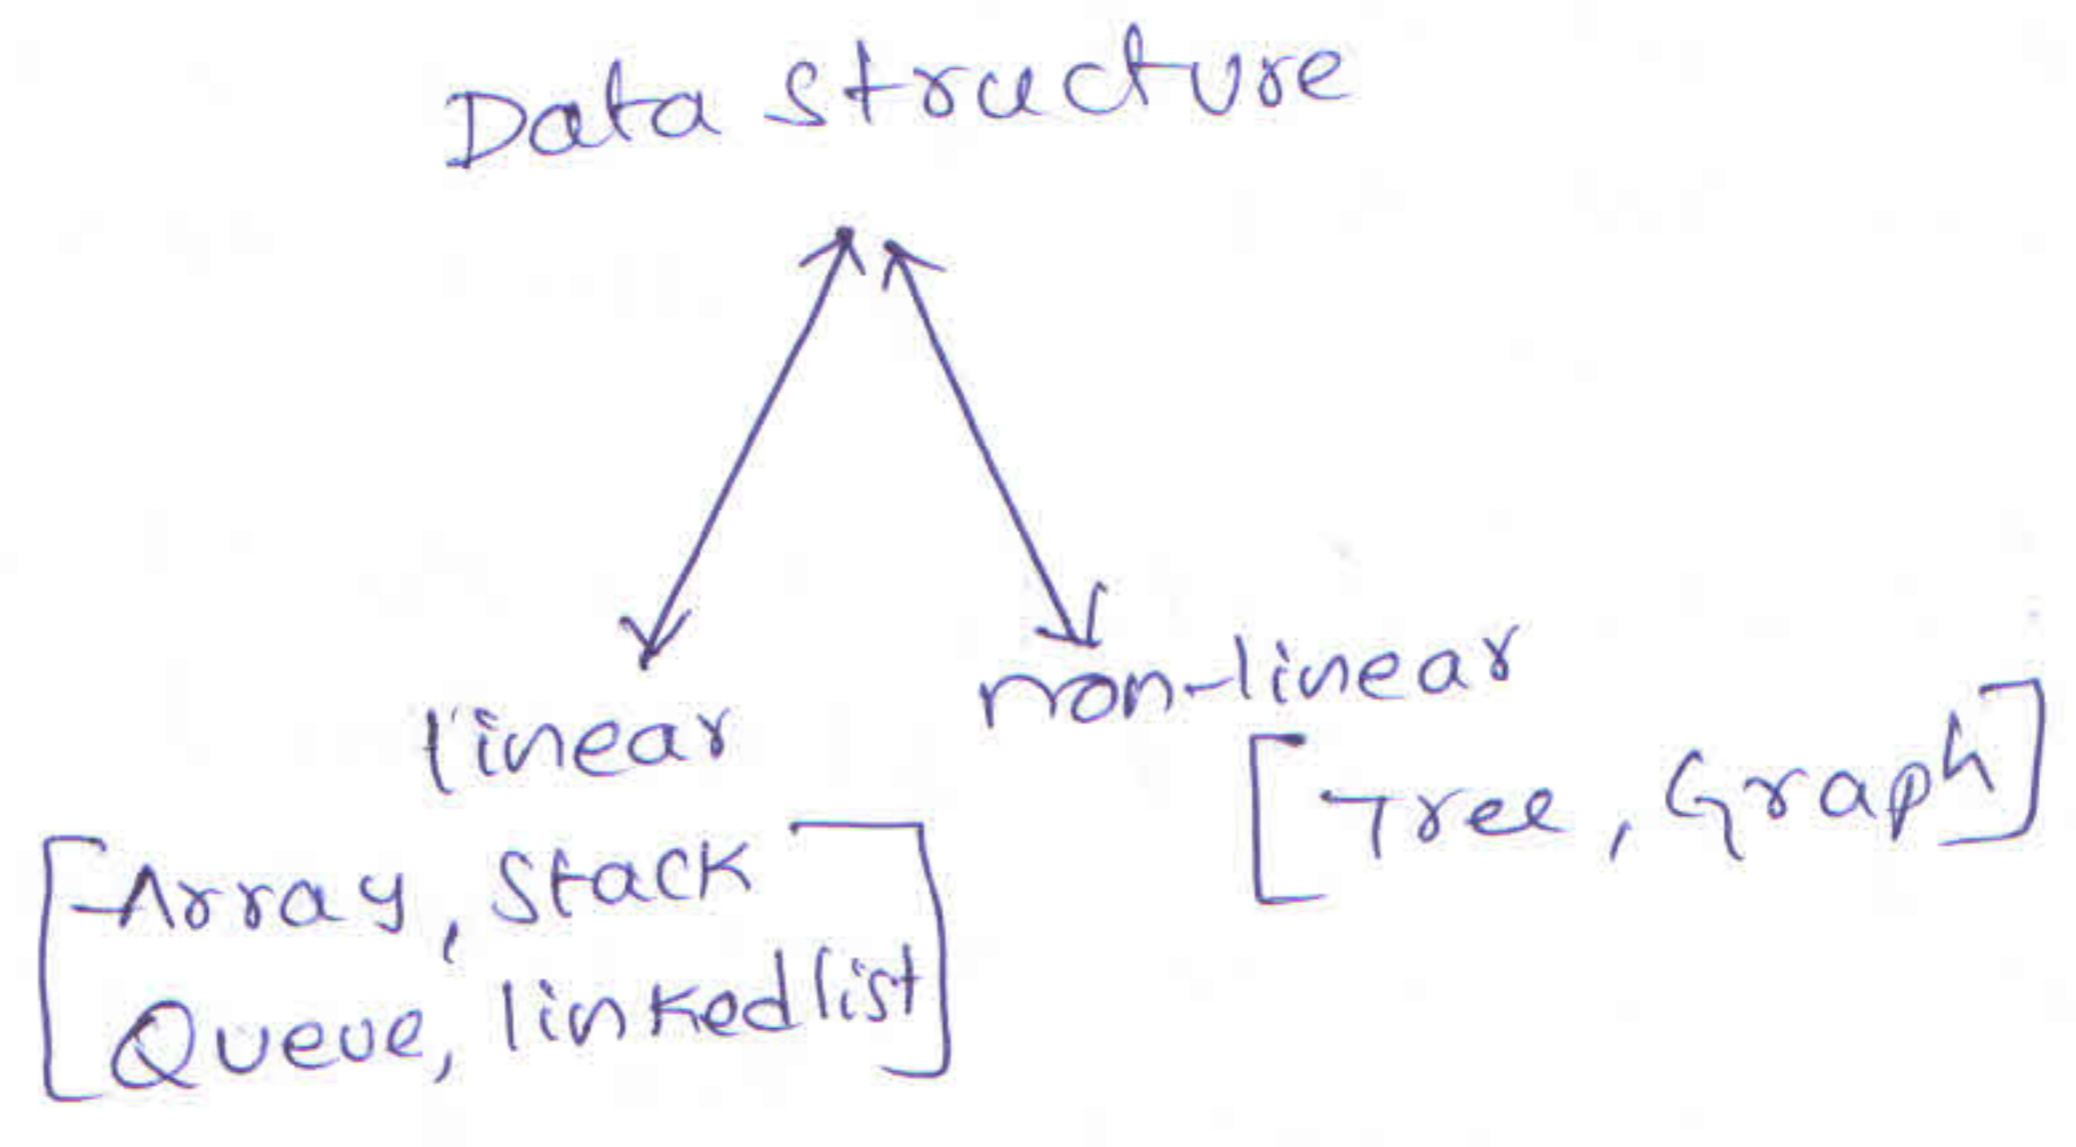 Data structure
linear
non-linear
[Tree, Graph]
[Array, Stack
Queue, linkedlist]